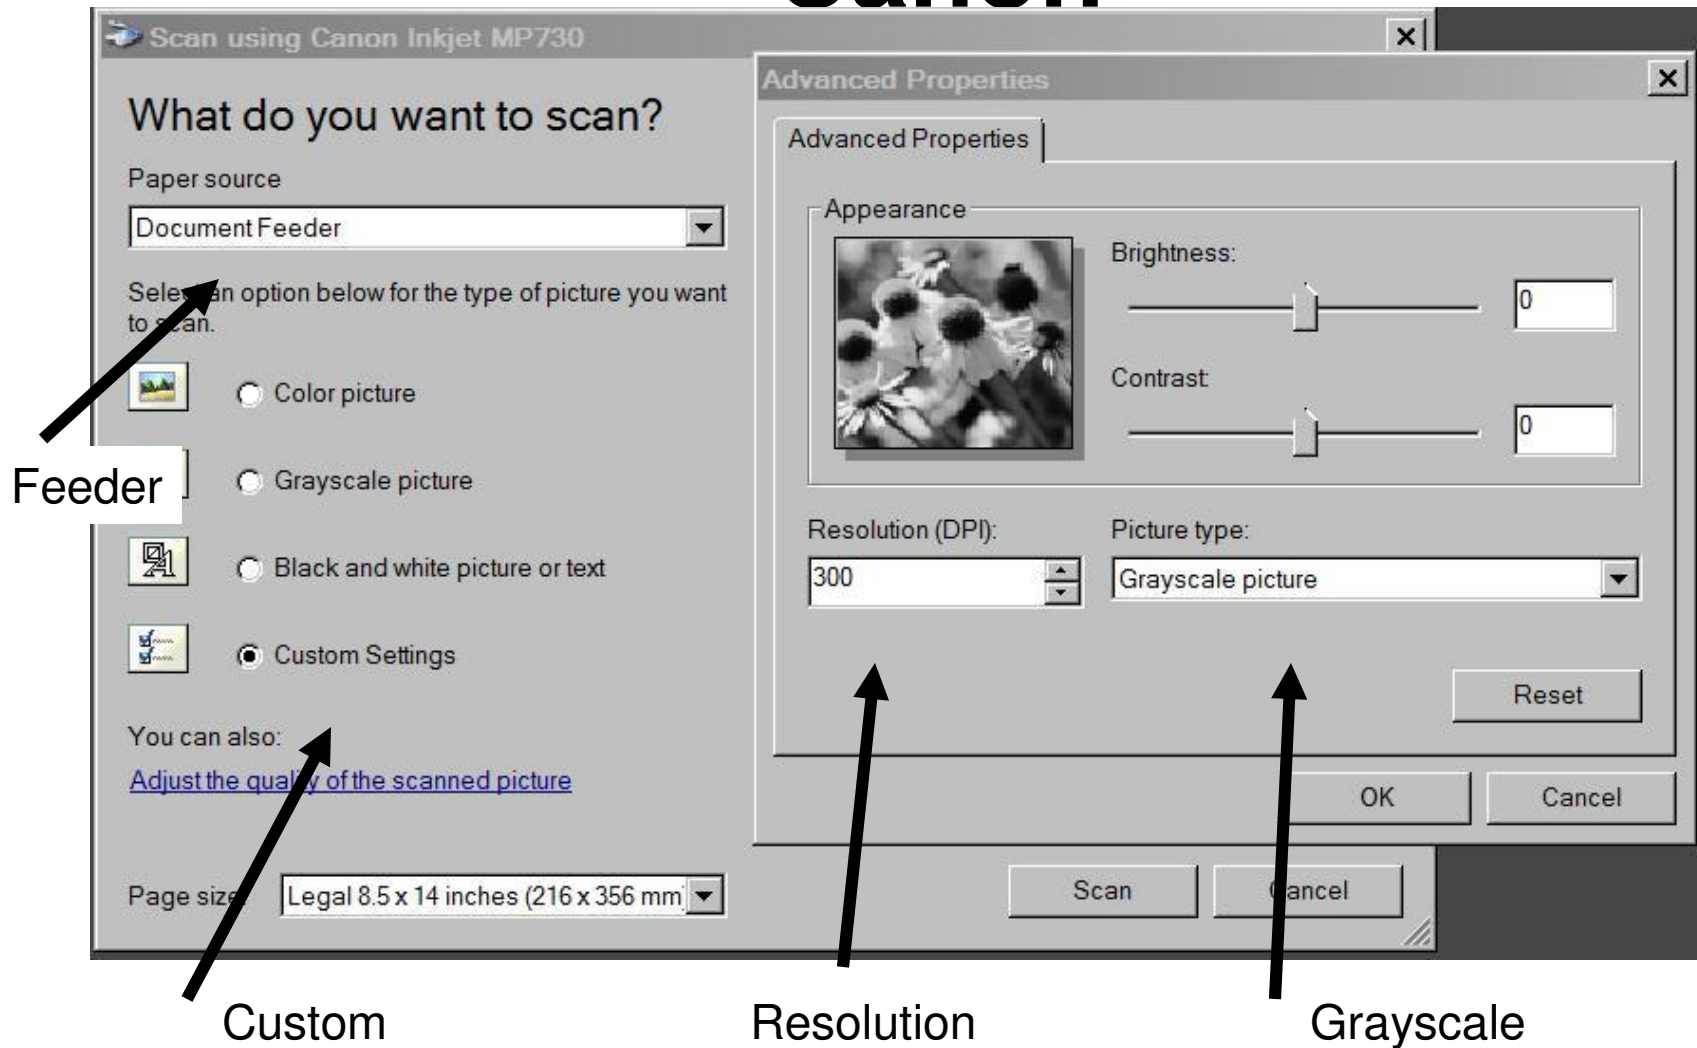 Canon
Scan using Canon Inkjet MP730
What do you want to scan?
Paper source
Document Feeder
Select an option below for the type of picture you want
to scan.
Color picture
Grayscale picture
Black and white picture or text
Custom Settings
You can also:
Adjust the quality of the scanned picture
Page size:
Legal 8.5 x 14 inches (216 x 356 mm)
Scan
Cancel
Advanced Properties
Advanced Properties
Appearance
Brightness:
0
Contrast:
0
Resolution (DPI):
300
Picture type:
Grayscale picture
Reset
OK
Cancel
Feeder
Custom
Resolution
Grayscale